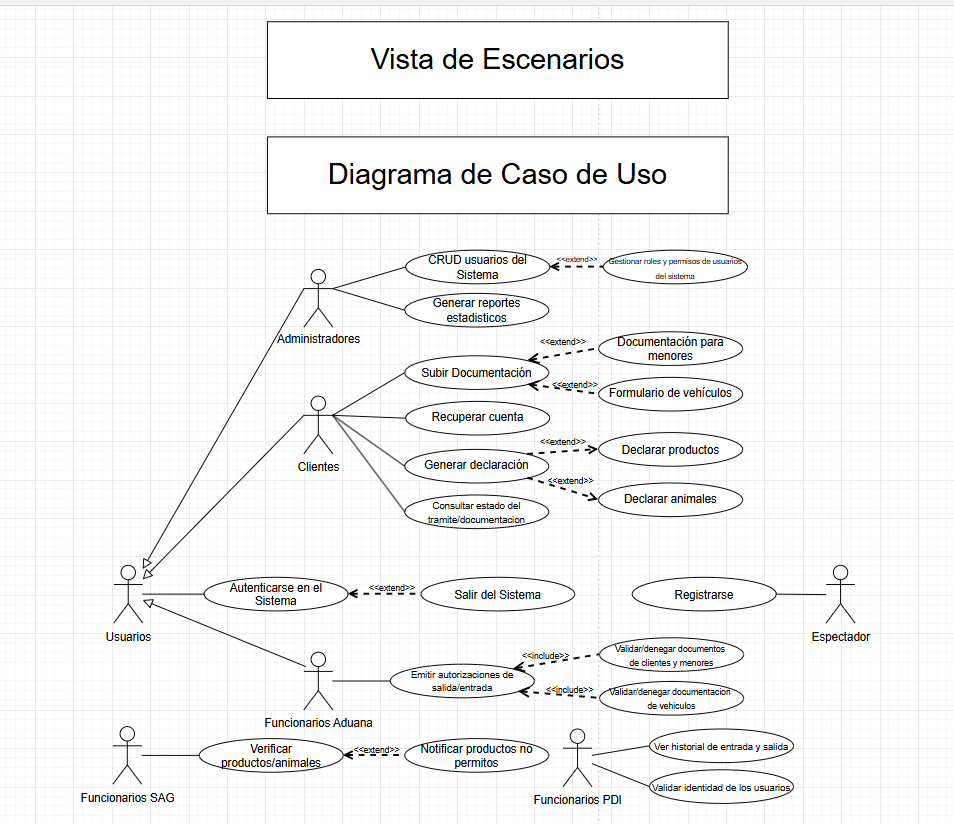 Vista de Escenarios
Diagrama de Caso de Uso
CRUD usuarios del
Sistema
<<extend>>
Gestionar roles y permisos de usuarios
del sistema
Generar reportes
estadisticos
Administradores
Subir Documentación
<<extend>>
Documentación para
menores
<<extend>>
Formulario de vehículos
Recuperar cuenta
Generar declaración
<<extend>>
Declarar productos
<<extend>>
Declarar animales
Consultar estado del
tramite/documentacion
Clientes
Usuarios
Autenticarse en el
Sistema
<<extend>>
Salir del Sistema
Registrarse
Espectador
Funcionarios Aduana
Emitir autorizaciones de
salida/entrada
<<include>>
Validar/denegar documentos
de clientes y menores
<<include>>
Validar/denegar documentacion
de vehiculos
Funcionarios SAG
Verificar
productos/animales
<<extend>>
Notificar productos no
permitos
Funcionarios PDI
Ver historial de entrada y salida
Validar identidad de los usuarios